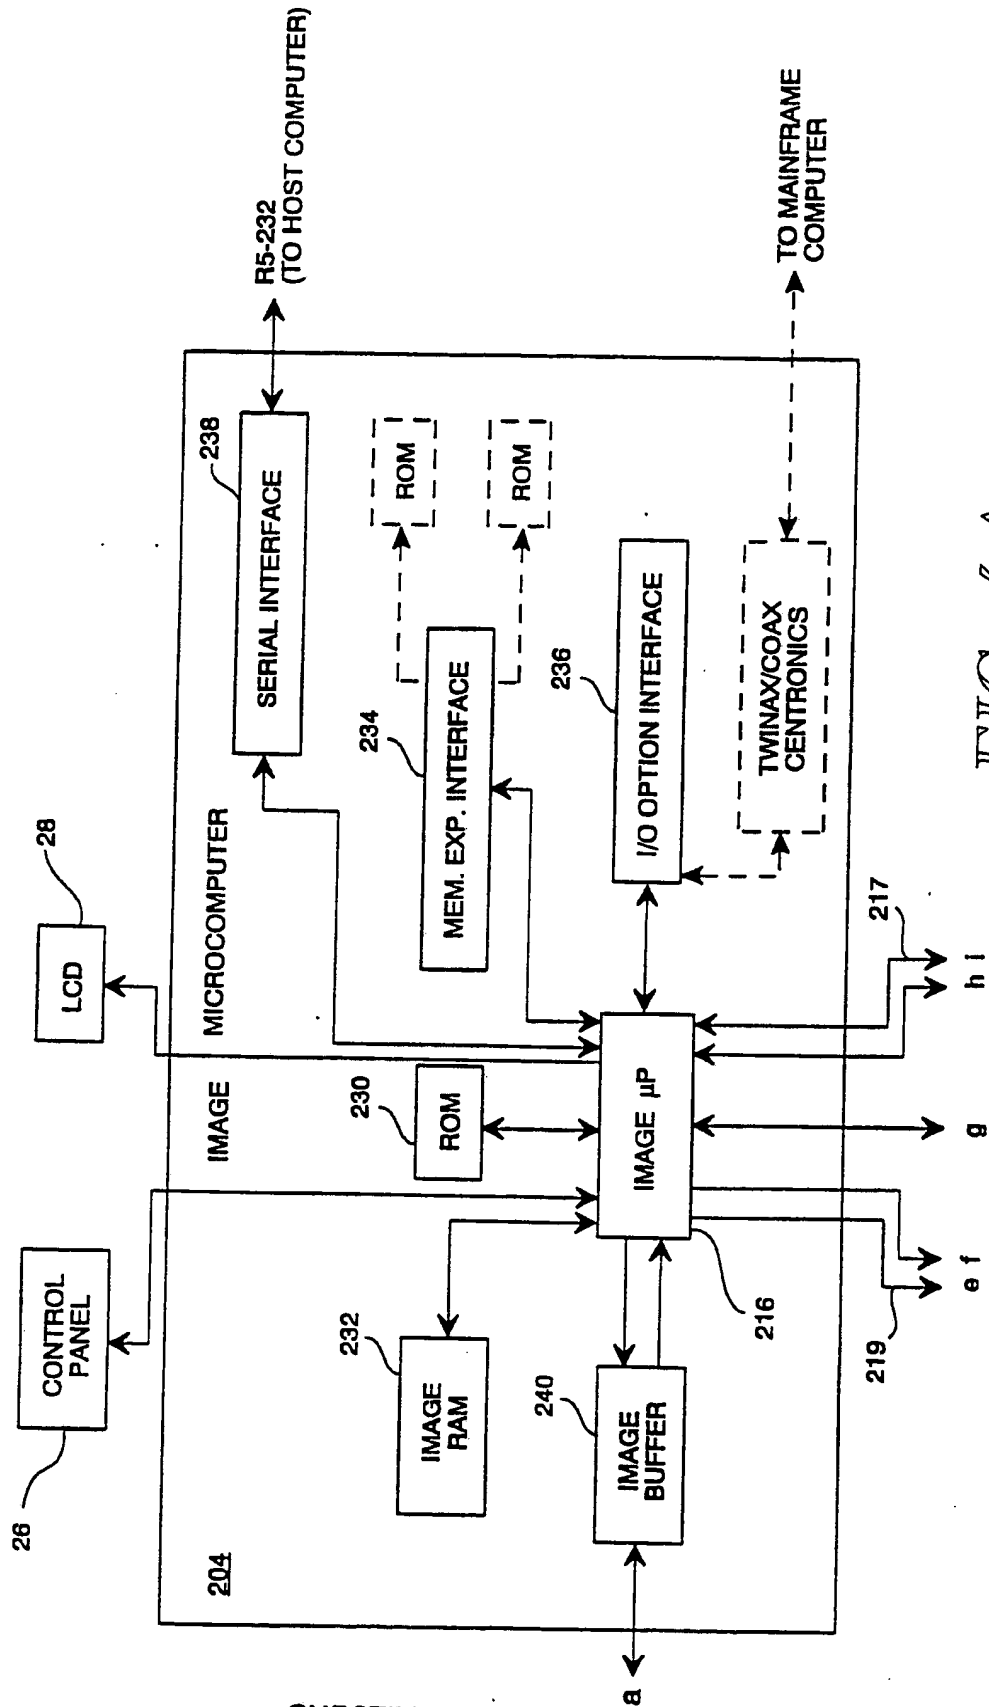 26
CONTROL
PANEL
LCD
28
204
IMAGE
MICROCOMPUTER
232
IMAGE
RAM
230
ROM
234
MEM. EXP. INTERFACE
238
SERIAL INTERFACE
R5-232
(TO HOST COMPUTER)
ROM
ROM
240
IMAGE
BUFFER
216
IMAGE µP
236
I/O OPTION INTERFACE
TWINAX/COAX
CENTRONICS
TO MAINFRAME
COMPUTER
a
219
e f
g
h i
217